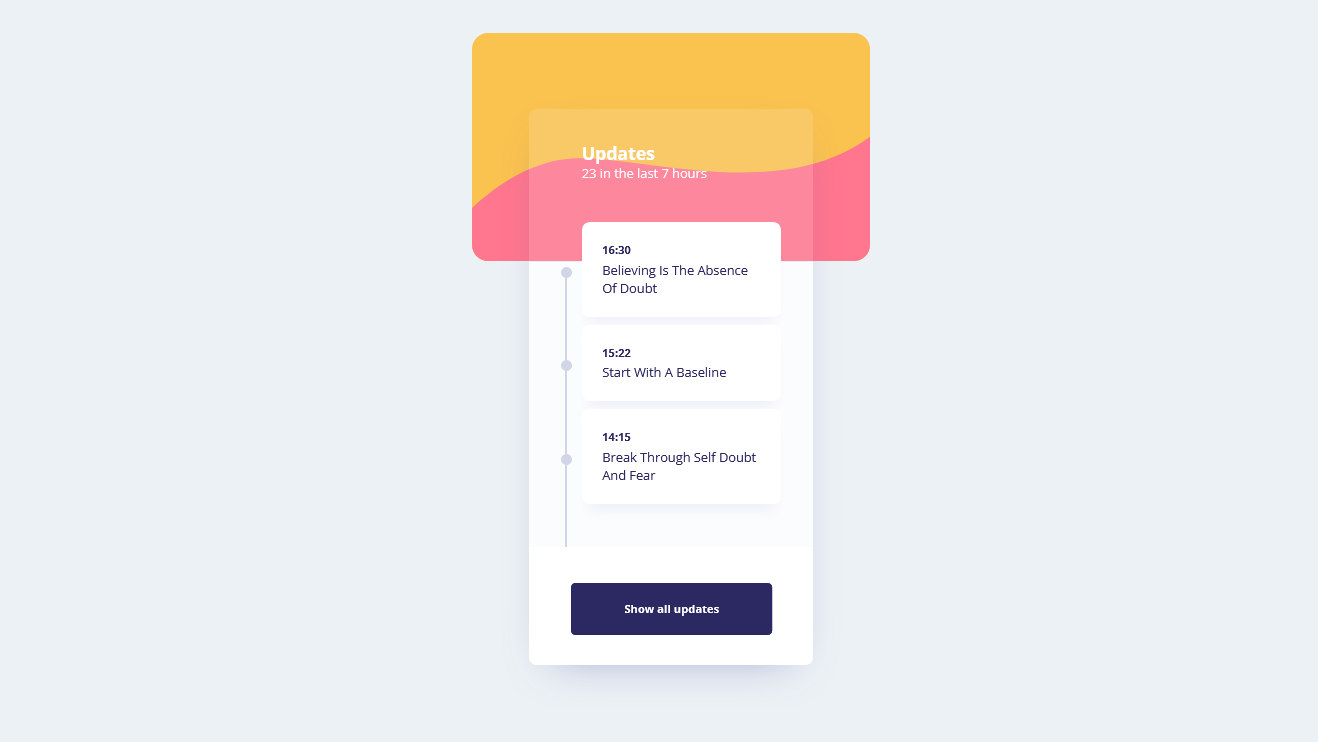 Updates
23 in the last 7 hours
16:30
Believing Is The Absence
Of Doubt
15:22
Start With A Baseline
14:15
Break Through Self Doubt
And Fear
Show all updates